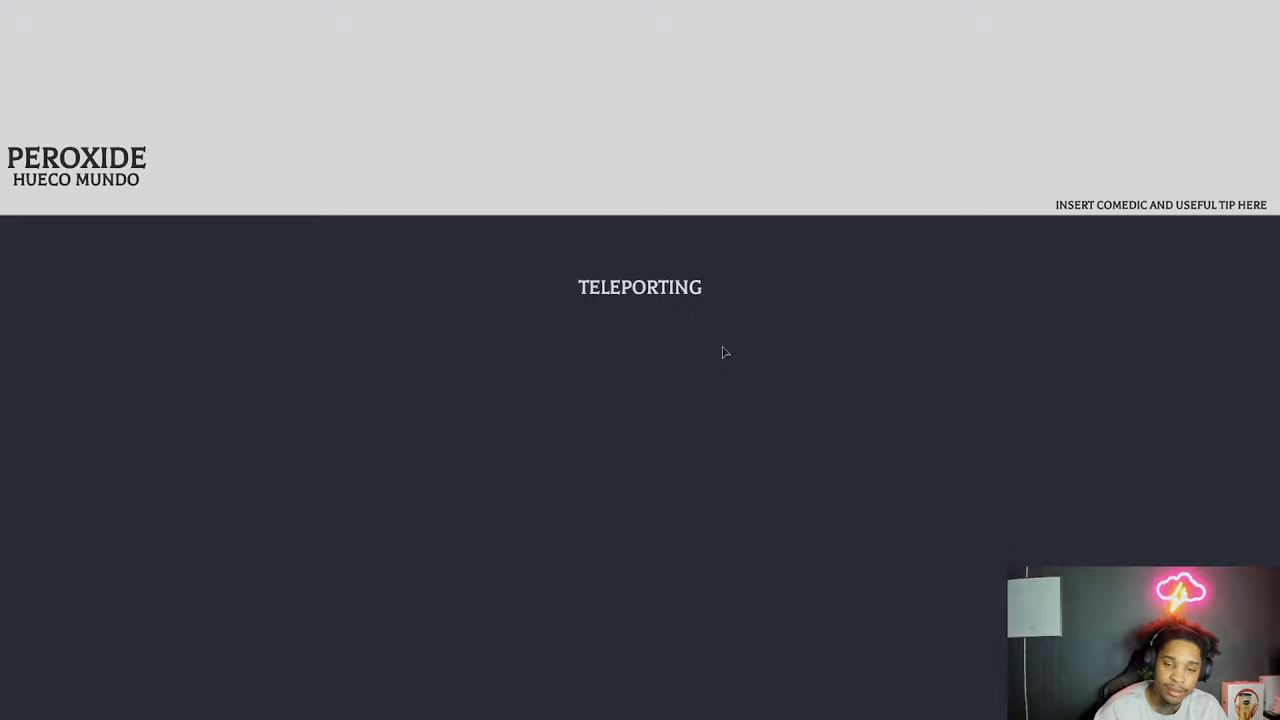 PEROXIDE
HUECO MUNDO
INSERT COMEDIC AND USEFUL TIP HERE
TELEPORTING